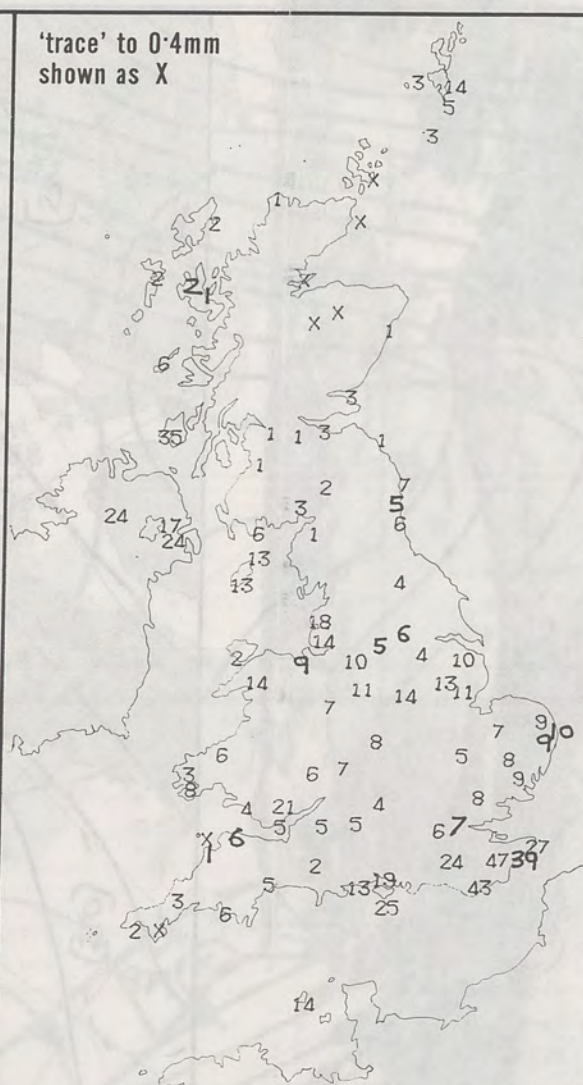 'trace' to 0·4mm
shown as X
3 14
5
3
X
1
2 X
2 2 1 X
X X
1
6
3
35 1 1 3 1
1
2 7
3 5
24 17 6 1 6
24
13
13 4
18
14 5 6
2 9 10 4 10
14 11 14 13 11
7
9
7 9 10
8
6 5 8
3 6 7 9
8
4 21 4 8
5 5 5 6 7
X 6
1 27
2 24 47 39
5 13 19 43
3 25
6
2 X
14